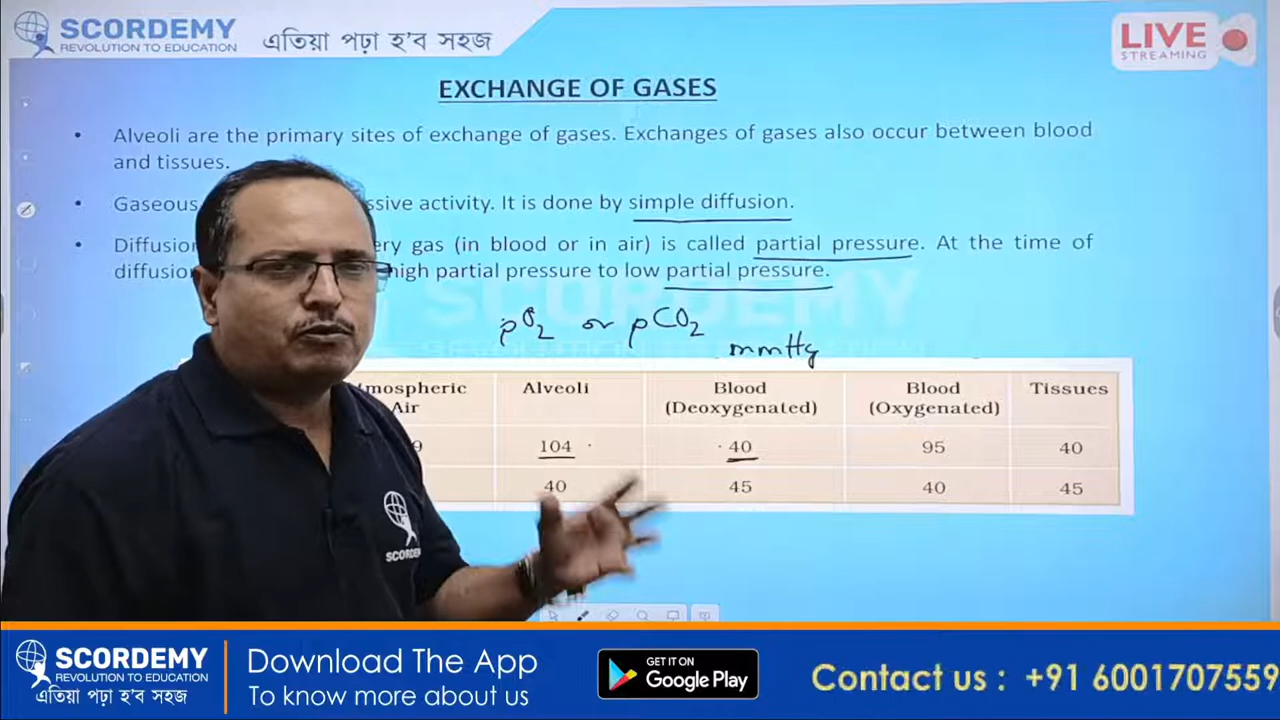 SCORDEMY
REVOLUTION TO EDUCATION
এতিয়া পঢ়া হ'ব সহজ
LIVE
STREAMING
EXCHANGE OF GASES
• Alveoli are the primary sites of exchange of gases. Exchanges of gases also occur between blood
and tissues.
• Gaseous ssive activity. It is done by simple diffusion.
• Diffusion ry gas (in blood or in air) is called partial pressure. At the time of
diffusio high partial pressure to low partial pressure.
pO2 or pCO2
mmHg
mospheric Alveoli Blood Blood Tissues
Air (Deoxygenated) (Oxygenated)
9 104 40 95 40
40 45 40 45
SCORDEMY
SCORDEMY
REVOLUTION TO EDUCATION
এতিয়া পঢ়া হ'ব সহজ
Download The App
To know more about us
GET IT ON
Google Play
Contact us : +91 6001707559